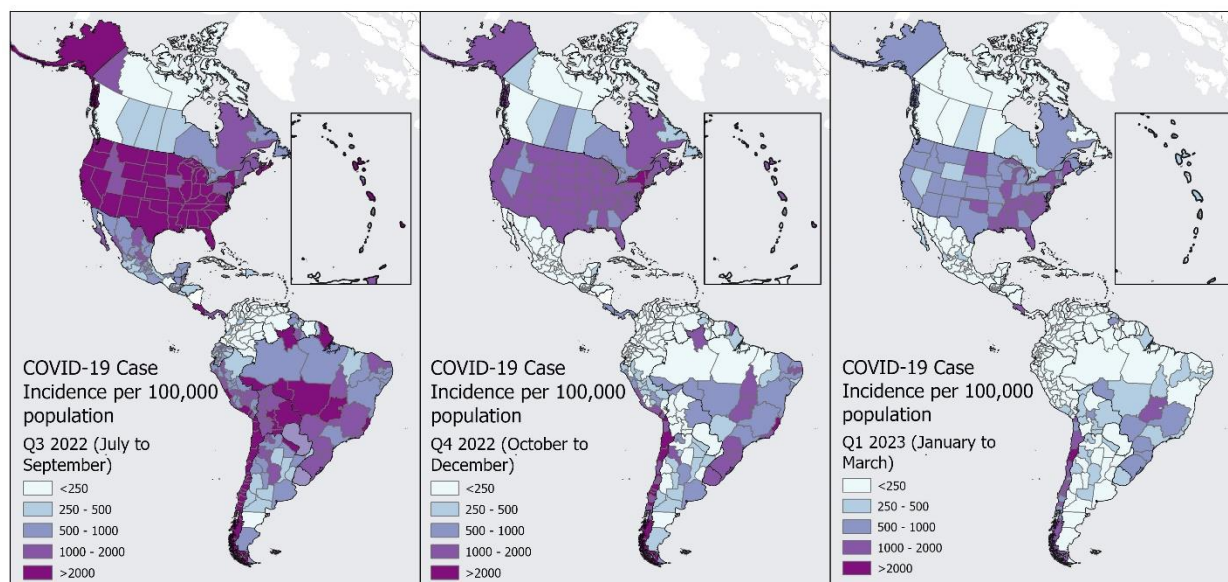 COVID-19 Case
Incidence per 100,000
population
Q3 2022 (July to
September)
<250
250 - 500
500 - 1000
1000 - 2000
>2000
COVID-19 Case
Incidence per 100,000
population
Q4 2022 (October to
December)
<250
250 - 500
500 - 1000
1000 - 2000
>2000
COVID-19 Case
Incidence per 100,000
population
Q1 2023 (January to
March)
<250
250 - 500
500 - 1000
1000 - 2000
>2000